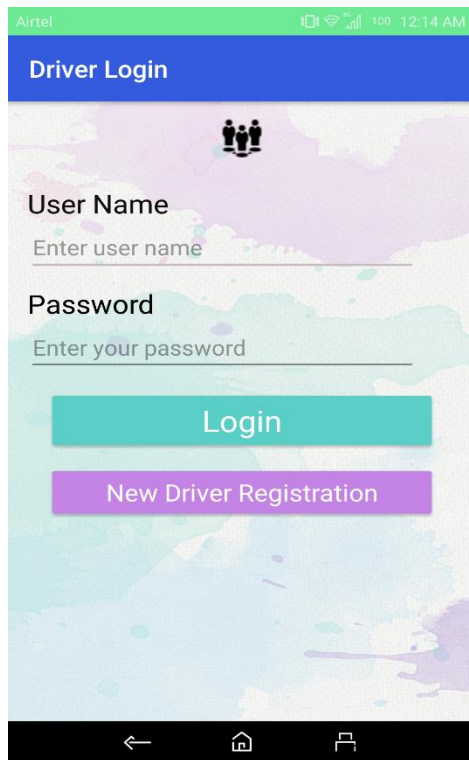 Airtel 100 12:14 AM
Driver Login
User Name
Enter user name
Password
Enter your password
Login
New Driver Registration